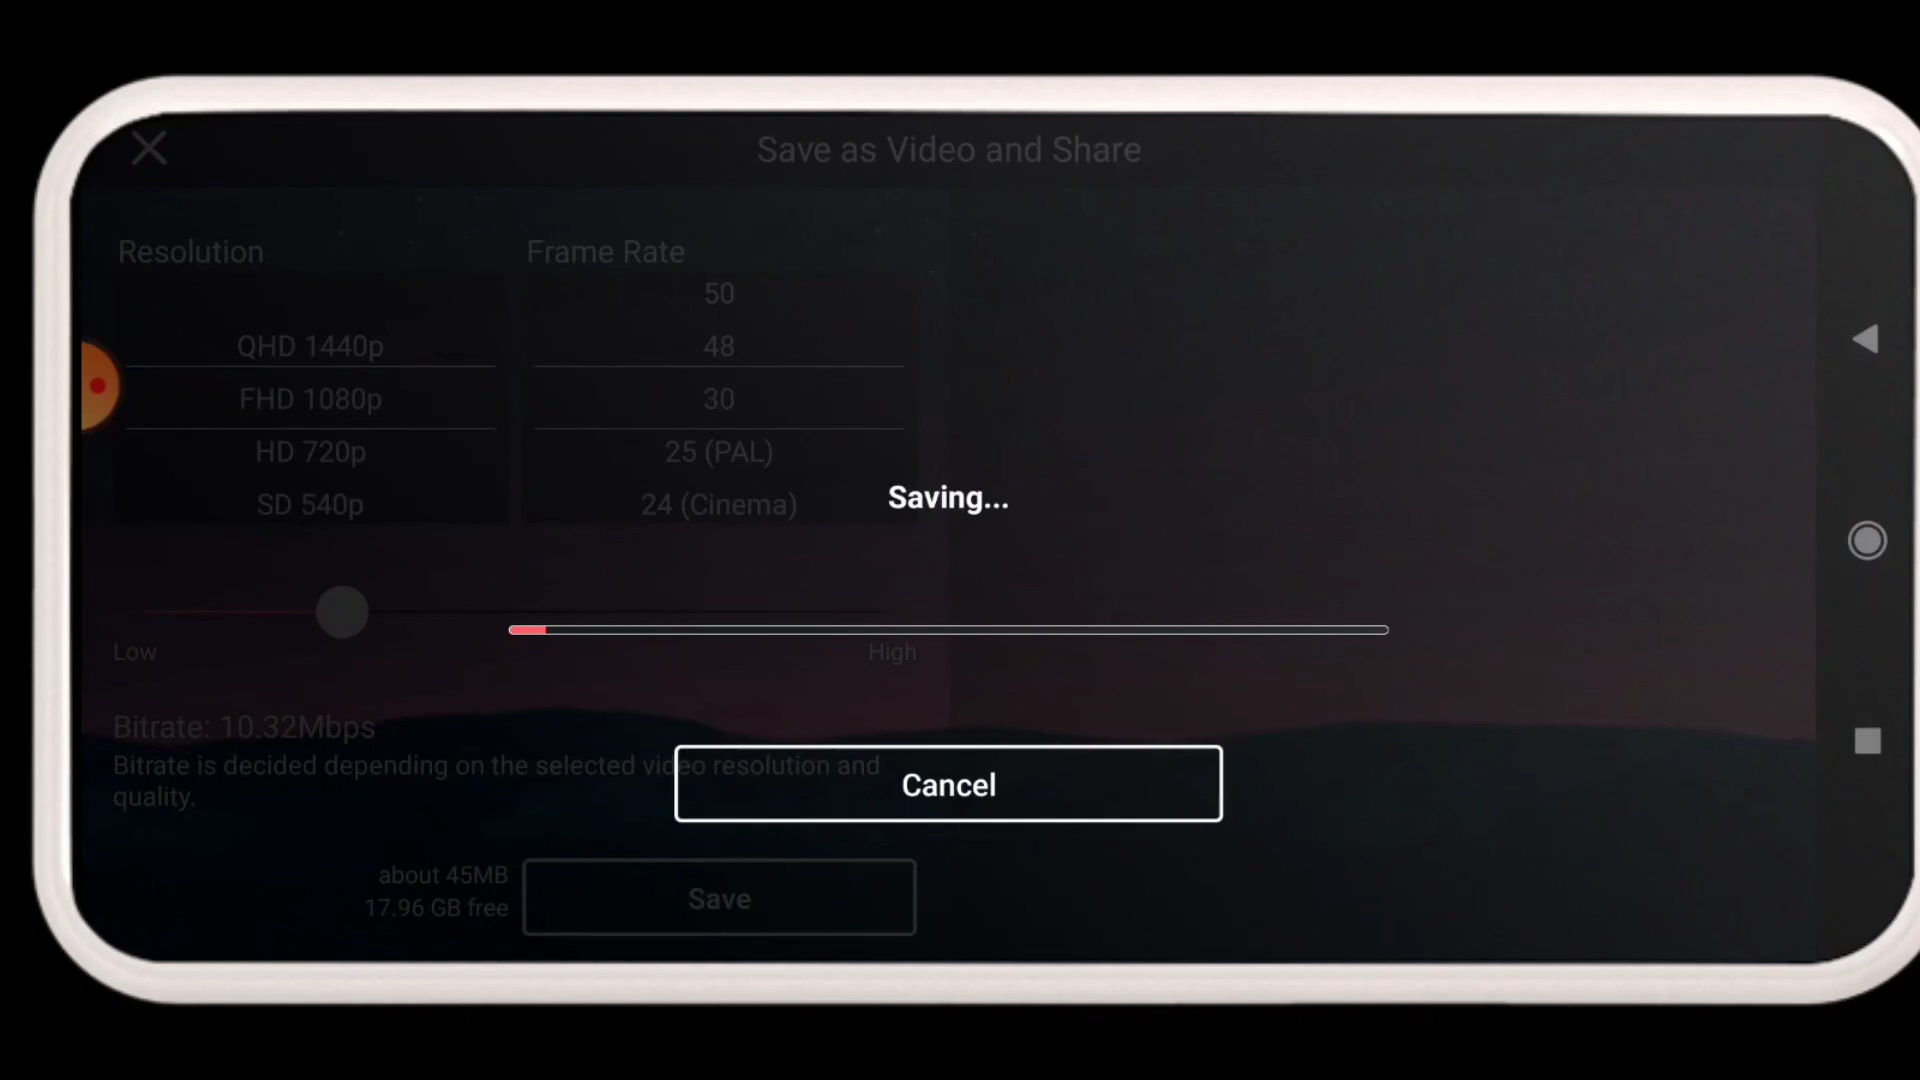 Save as Video and Share
Resolution
Frame Rate
50
QHD 1440p
48
FHD 1080p
30
HD 720p
25 (PAL)
SD 540p
24 (Cinema)
Saving...
Low
High
Bitrate: 10.32Mbps
Bitrate is decided depending on the selected video resolution and
quality.
Cancel
about 45MB
17.96 GB free
Save